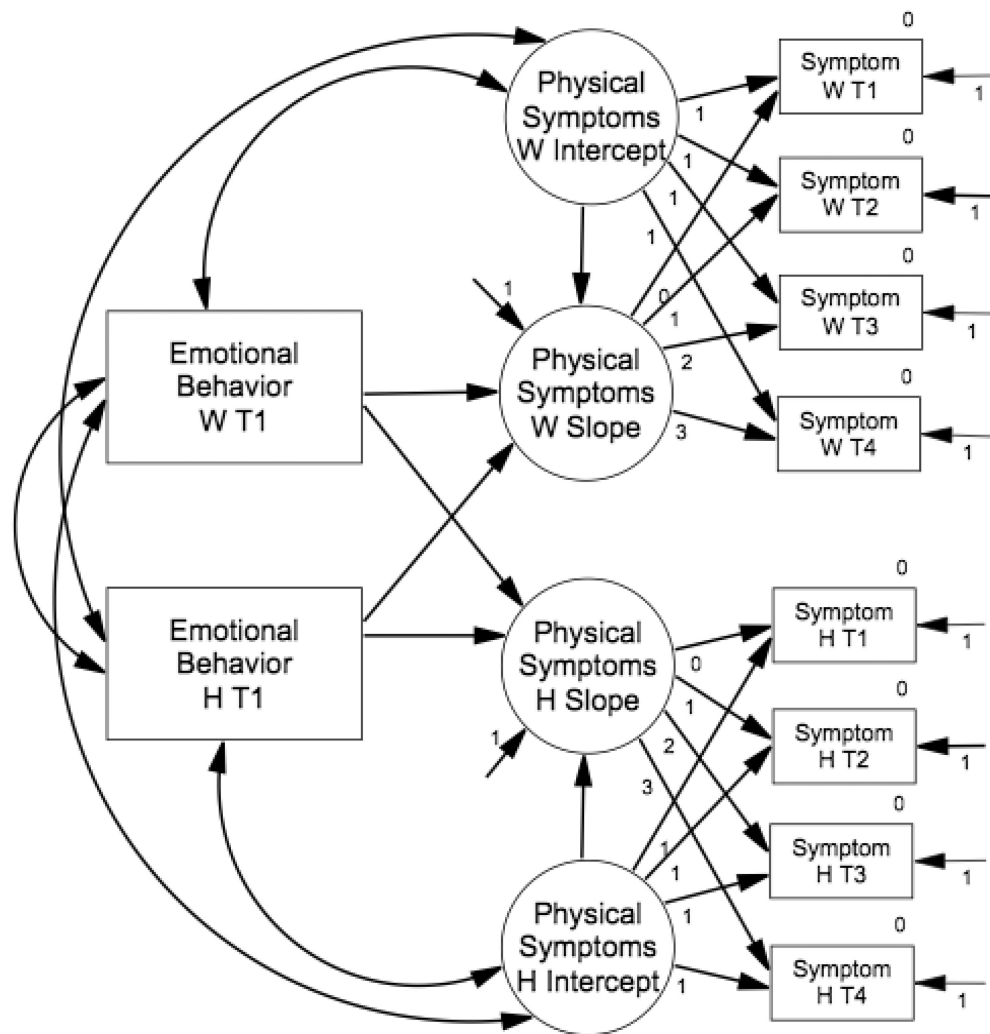 Physical
Symptoms
W Intercept
Symptom
W T1
0
1
1
Symptom
W T2
0
1
1
Symptom
W T3
0
1
1
Symptom
W T4
0
1
1
Emotional
Behavior
W T1
1
Physical
Symptoms
W Slope
0
1
2
3
Emotional
Behavior
H T1
1
Physical
Symptoms
H Slope
0
1
2
3
Symptom
H T1
0
1
Symptom
H T2
0
1
Symptom
H T3
0
1
Symptom
H T4
0
1
Physical
Symptoms
H Intercept
1
1
1
1